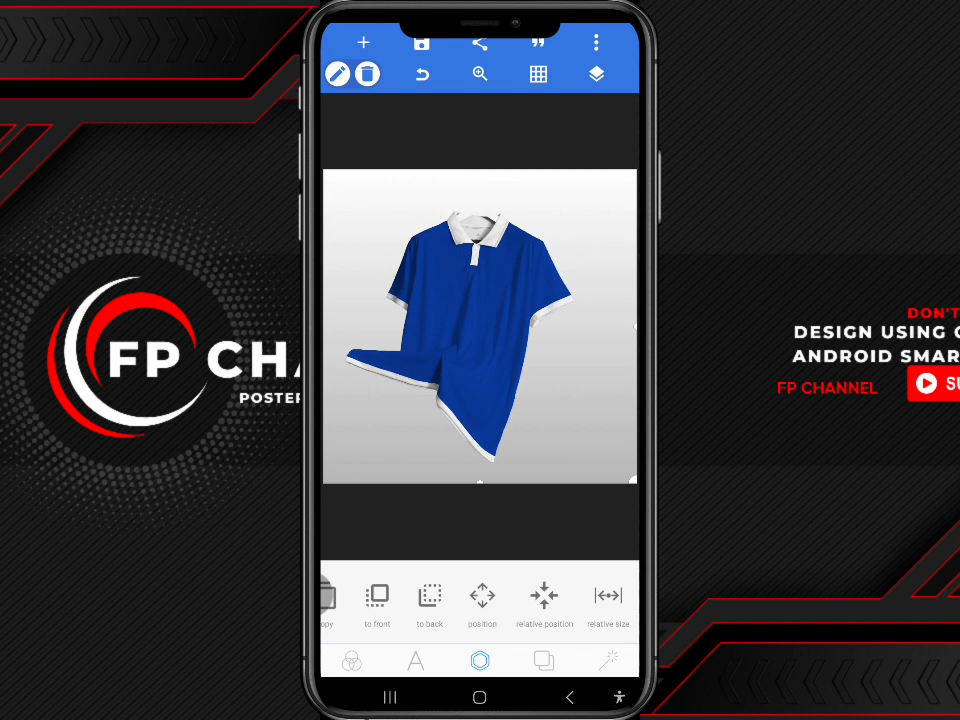 FP CHA
POSTER
DON'T
DESIGN USING
ANDROID SMAR
FP CHANNEL
SU
opy
to front
to back
position
relative position
relative size